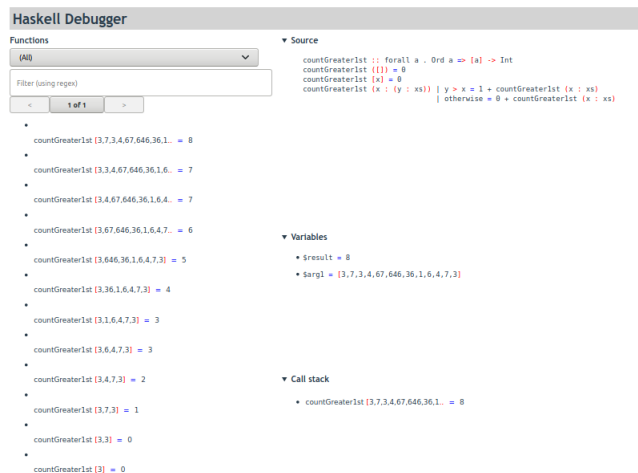 Haskell Debugger
Functions
(All)
Filter (using regex)
< 1 of 1 >
countGreater1st [3,7,3,4,67,646,36,1.. = 8
countGreater1st [3,3,4,67,646,36,1,6.. = 7
countGreater1st [3,4,67,646,36,1,6,4.. = 7
countGreater1st [3,67,646,36,1,6,4,7.. = 6
countGreater1st [3,646,36,1,6,4,7,3] = 5
countGreater1st [3,36,1,6,4,7,3] = 4
countGreater1st [3,1,6,4,7,3] = 3
countGreater1st [3,6,4,7,3] = 3
countGreater1st [3,4,7,3] = 2
countGreater1st [3,7,3] = 1
countGreater1st [3,3] = 0
countGreater1st [3] = 0
▾ Source
countGreater1st :: forall a . Ord a => [a] -> Int
countGreater1st ([]) = 0
countGreater1st [x] = 0
countGreater1st (x : (y : xs)) | y > x = 1 + countGreater1st (x : xs)
| otherwise = 0 + countGreater1st (x : xs)
▾ Variables
• $result = 8
• $arg1 = [3,7,3,4,67,646,36,1,6,4,7,3]
▾ Call stack
• countGreater1st [3,7,3,4,67,646,36,1.. = 8